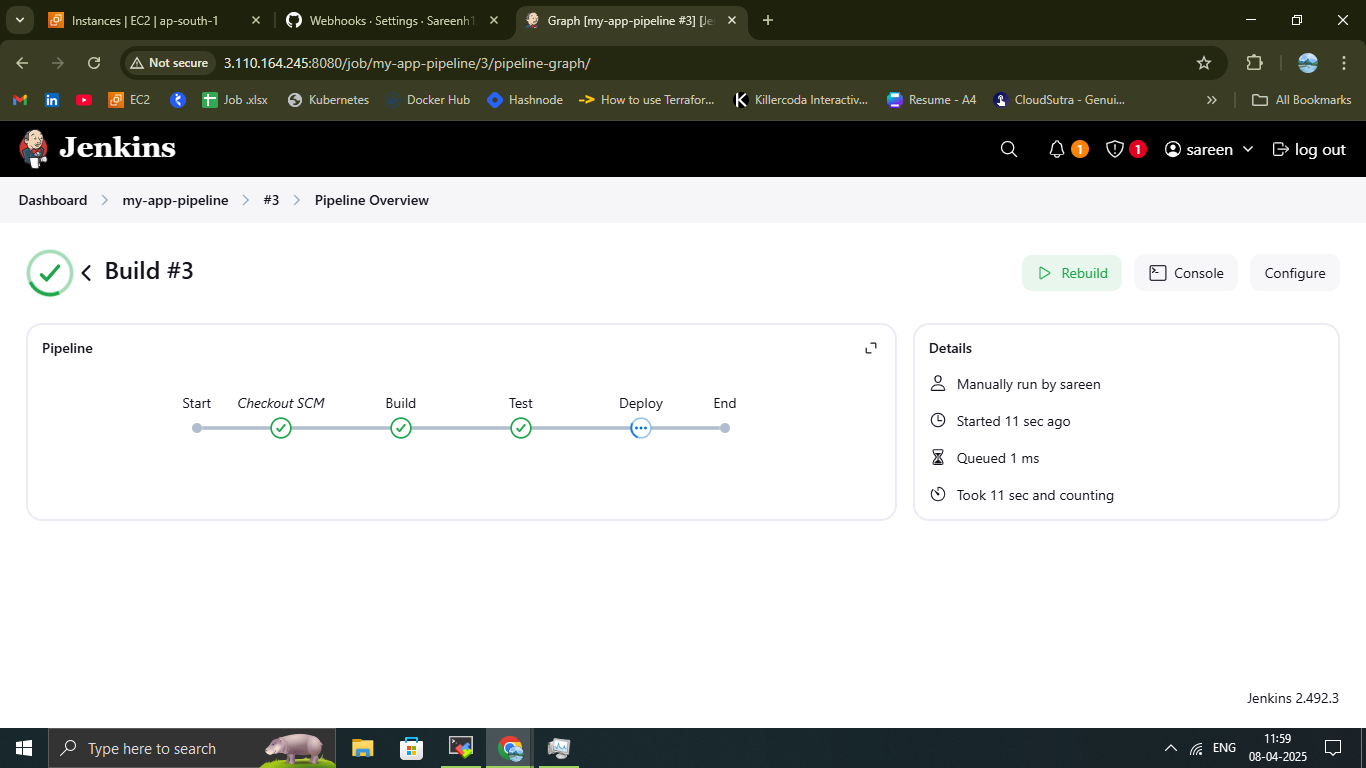 Instances | EC2 | ap-south-1
Webhooks · Settings · Sareenh1
Graph [my-app-pipeline #3] [Je
Not secure
3.110.164.245:8080/job/my-app-pipeline/3/pipeline-graph/
EC2
Job .xlsx
Kubernetes
Docker Hub
Hashnode
How to use Terrafor...
Killercoda Interactiv...
Resume - A4
CloudSutra - Genui...
»
All Bookmarks
Jenkins
1
1
sareen
log out
Dashboard
my-app-pipeline
#3
Pipeline Overview
Build #3
Rebuild
Console
Configure
Pipeline
Start
Checkout SCM
Build
Test
Deploy
End
Details
Manually run by sareen
Started 11 sec ago
Queued 1 ms
Took 11 sec and counting
Jenkins 2.492.3
Type here to search
ENG
11:59
08-04-2025